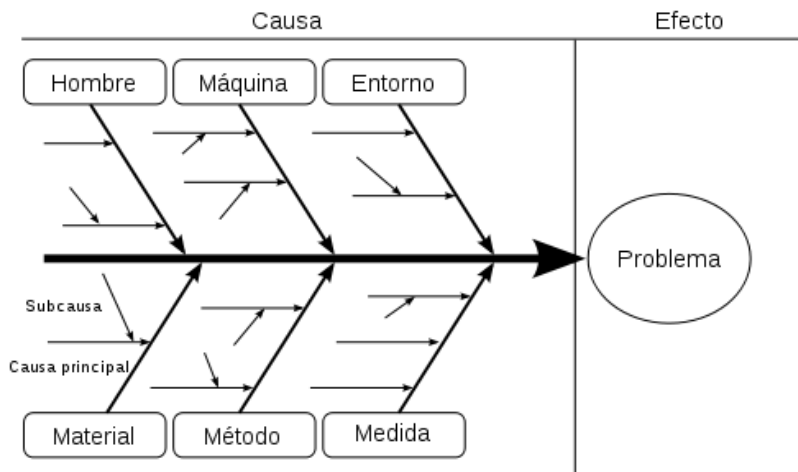 Causa
Efecto
Hombre
Máquina
Entorno
Problema
Subcausa
Causa principal
Material
Método
Medida